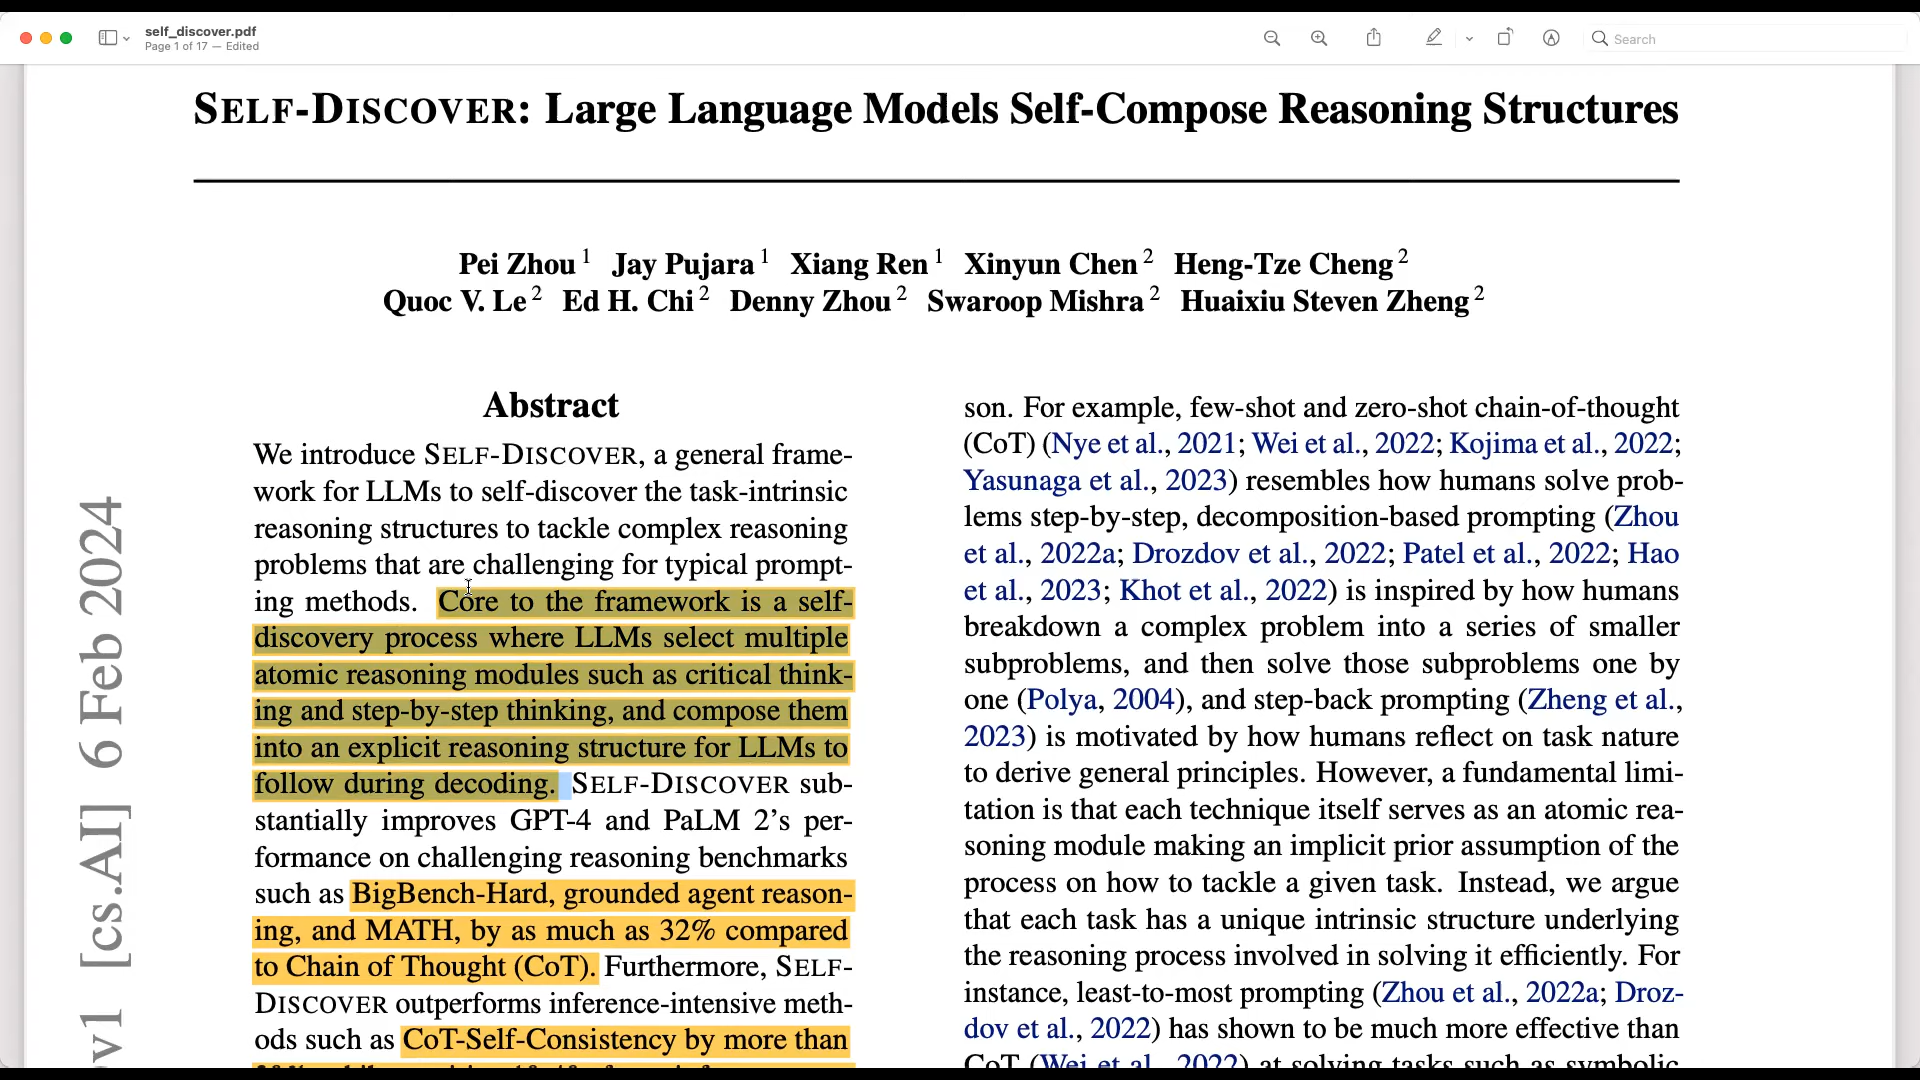 self_discover.pdf
Page 1 of 17 — Edited
Search
SELF-DISCOVER: Large Language Models Self-Compose Reasoning Structures
Pei Zhou 1 Jay Pujara 1 Xiang Ren 1 Xinyun Chen 2 Heng-Tze Cheng 2
Quoc V. Le 2 Ed H. Chi 2 Denny Zhou 2 Swaroop Mishra 2 Huaixiu Steven Zheng 2
v1 [cs.AI] 6 Feb 2024
Abstract
We introduce SELF-DISCOVER, a general frame-
work for LLMs to self-discover the task-intrinsic
reasoning structures to tackle complex reasoning
problems that are challenging for typical prompt-
ing methods. Core to the framework is a self-
discovery process where LLMs select multiple
atomic reasoning modules such as critical think-
ing and step-by-step thinking, and compose them
into an explicit reasoning structure for LLMs to
follow during decoding. SELF-DISCOVER sub-
stantially improves GPT-4 and PaLM 2’s per-
formance on challenging reasoning benchmarks
such as BigBench-Hard, grounded agent reason-
ing, and MATH, by as much as 32% compared
to Chain of Thought (CoT). Furthermore, SELF-
DISCOVER outperforms inference-intensive meth-
ods such as CoT-Self-Consistency by more than
son. For example, few-shot and zero-shot chain-of-thought
(CoT) (Nye et al., 2021; Wei et al., 2022; Kojima et al., 2022;
Yasunaga et al., 2023) resembles how humans solve prob-
lems step-by-step, decomposition-based prompting (Zhou
et al., 2022a; Drozdov et al., 2022; Patel et al., 2022; Hao
et al., 2023; Khot et al., 2022) is inspired by how humans
breakdown a complex problem into a series of smaller
subproblems, and then solve those subproblems one by
one (Polya, 2004), and step-back prompting (Zheng et al.,
2023) is motivated by how humans reflect on task nature
to derive general principles. However, a fundamental limi-
tation is that each technique itself serves as an atomic rea-
soning module making an implicit prior assumption of the
process on how to tackle a given task. Instead, we argue
that each task has a unique intrinsic structure underlying
the reasoning process involved in solving it efficiently. For
instance, least-to-most prompting (Zhou et al., 2022a; Droz-
dov et al., 2022) has shown to be much more effective than
CoT (Wei et al., 2022) at solving tasks such as symbolic